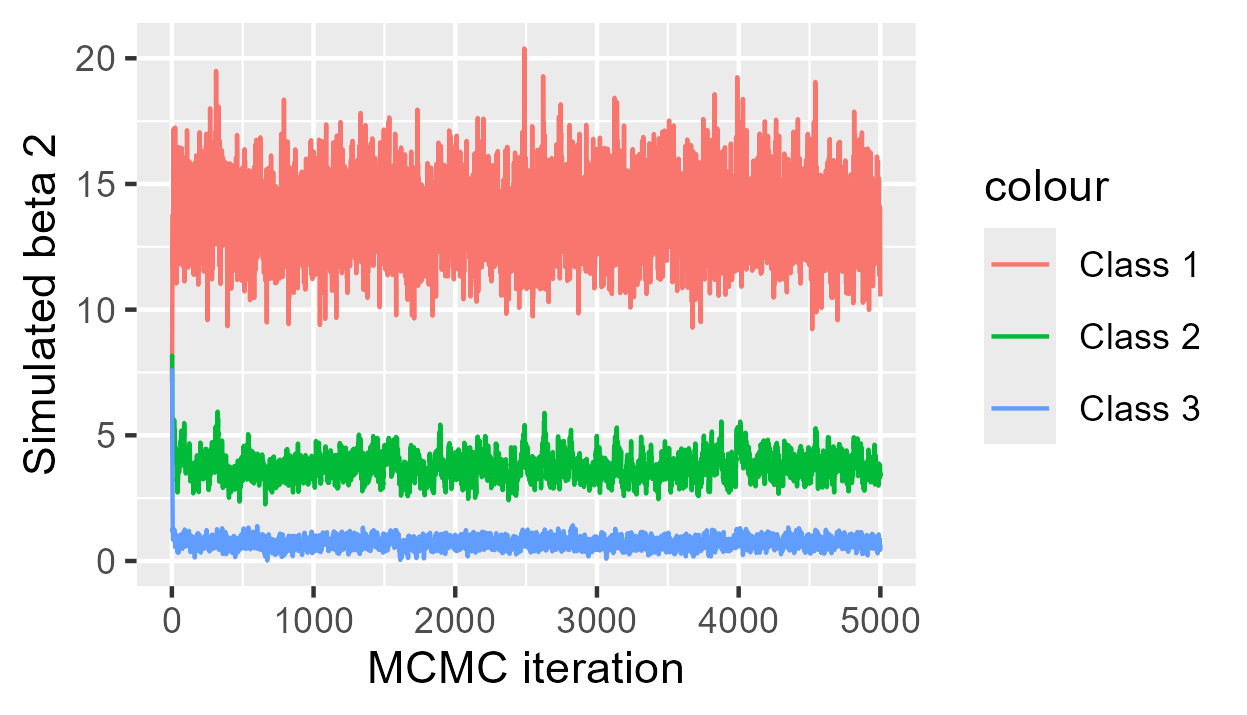 Simulated beta 2
20
15
10
5
0
0 1000 2000 3000 4000 5000
MCMC iteration
colour
Class 1
Class 2
Class 3